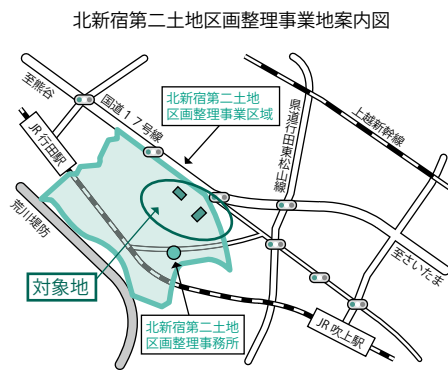 北新宿第二土地区画整理事業地案内図
至熊谷
国道17号線
北新宿第二土地
区画整理事業区域
県道行田東松山線
上越新幹線
JR行田駅
荒川堤防
対象地
北新宿第二土地
区画整理事務所
至さいたま
JR吹上駅